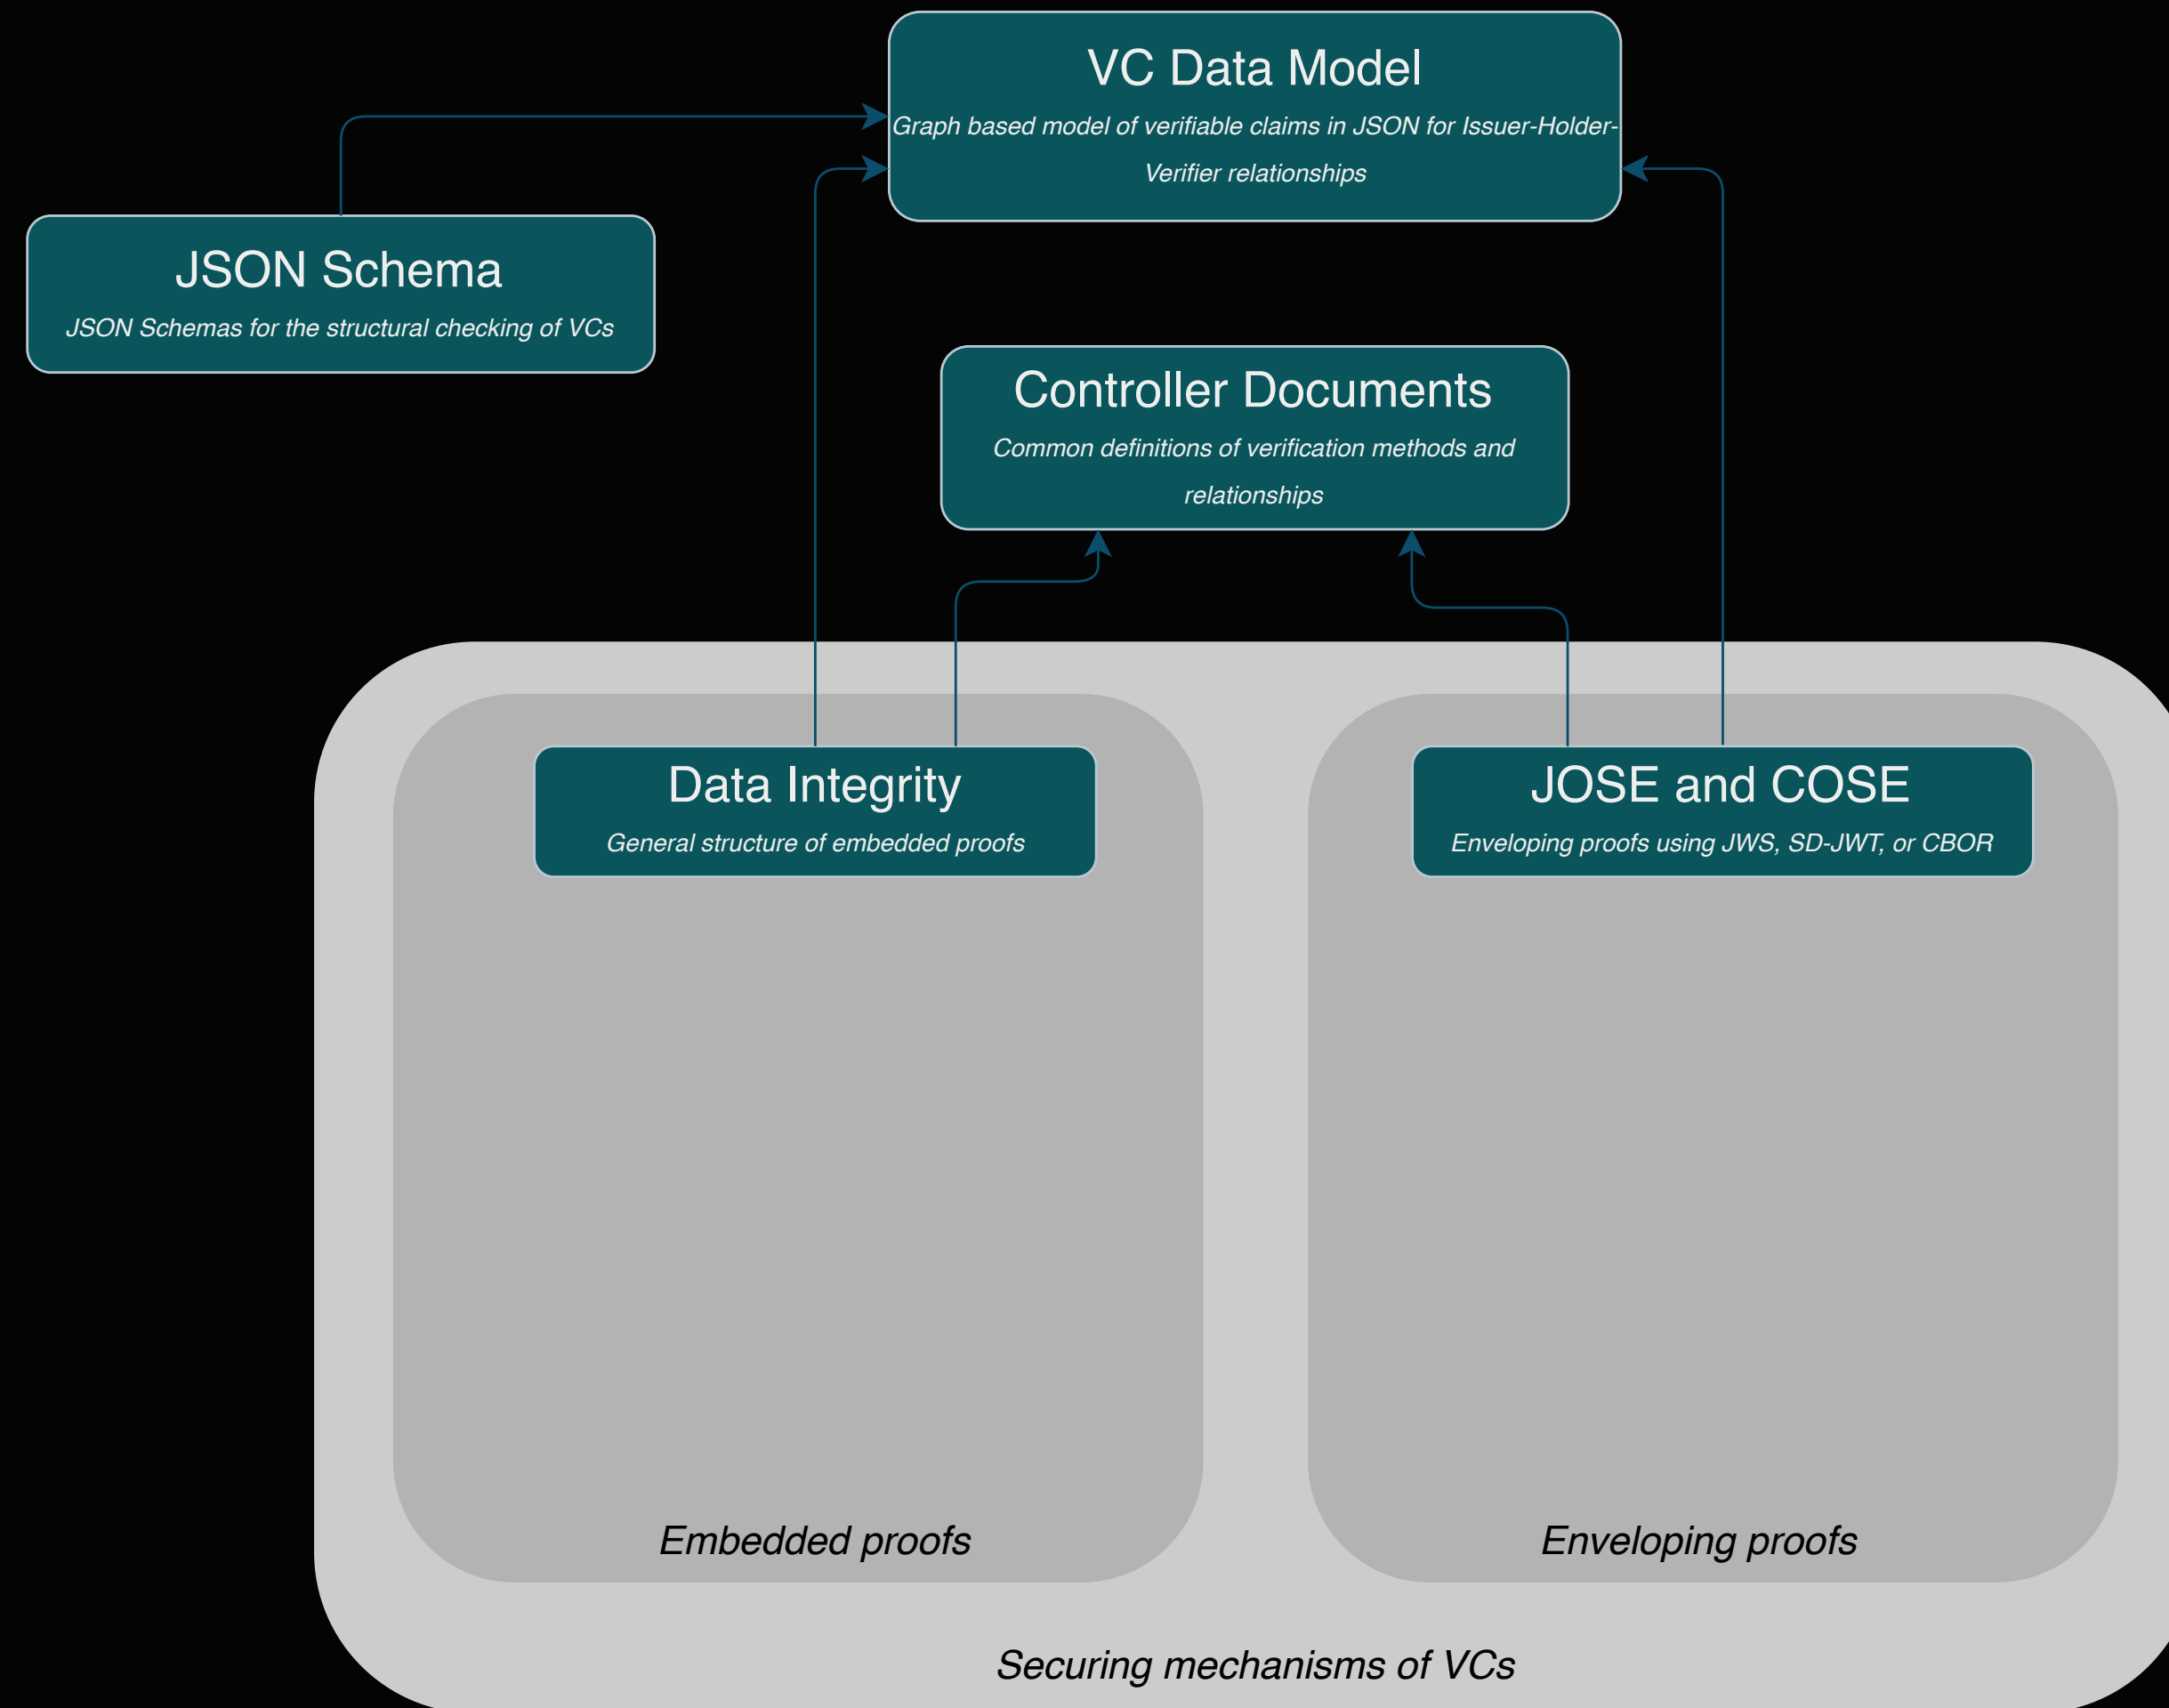 VC Data Model
Graph based model of verifiable claims in JSON for Issuer-Holder-
Verifier relationships
JSON Schema
JSON Schemas for the structural checking of VCs
Controller Documents
Common definitions of verification methods and
relationships
Data Integrity
General structure of embedded proofs
JOSE and COSE
Enveloping proofs using JWS, SD-JWT, or CBOR
Embedded proofs
Enveloping proofs
Securing mechanisms of VCs